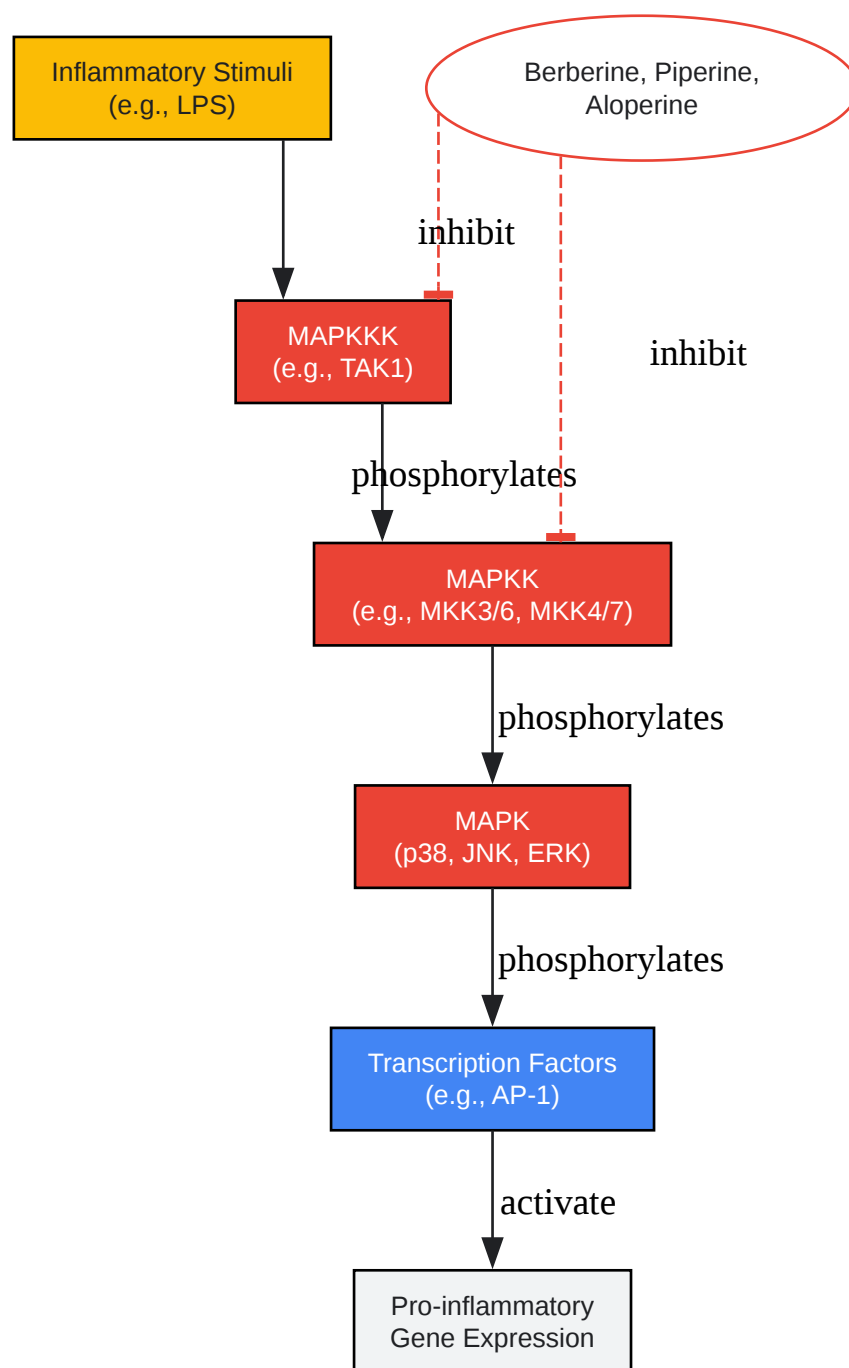 Inflammatory Stimuli
(e.g., LPS)
Berberine, Piperine,
Aloperine
inhibit
MAPKKK
(e.g., TAK1)
inhibit
phosphorylates
MAPKK
(e.g., MKK3/6, MKK4/7)
phosphorylates
MAPK
(p38, JNK, ERK)
phosphorylates
Transcription Factors
(e.g., AP-1)
activate
Pro-inflammatory
Gene Expression